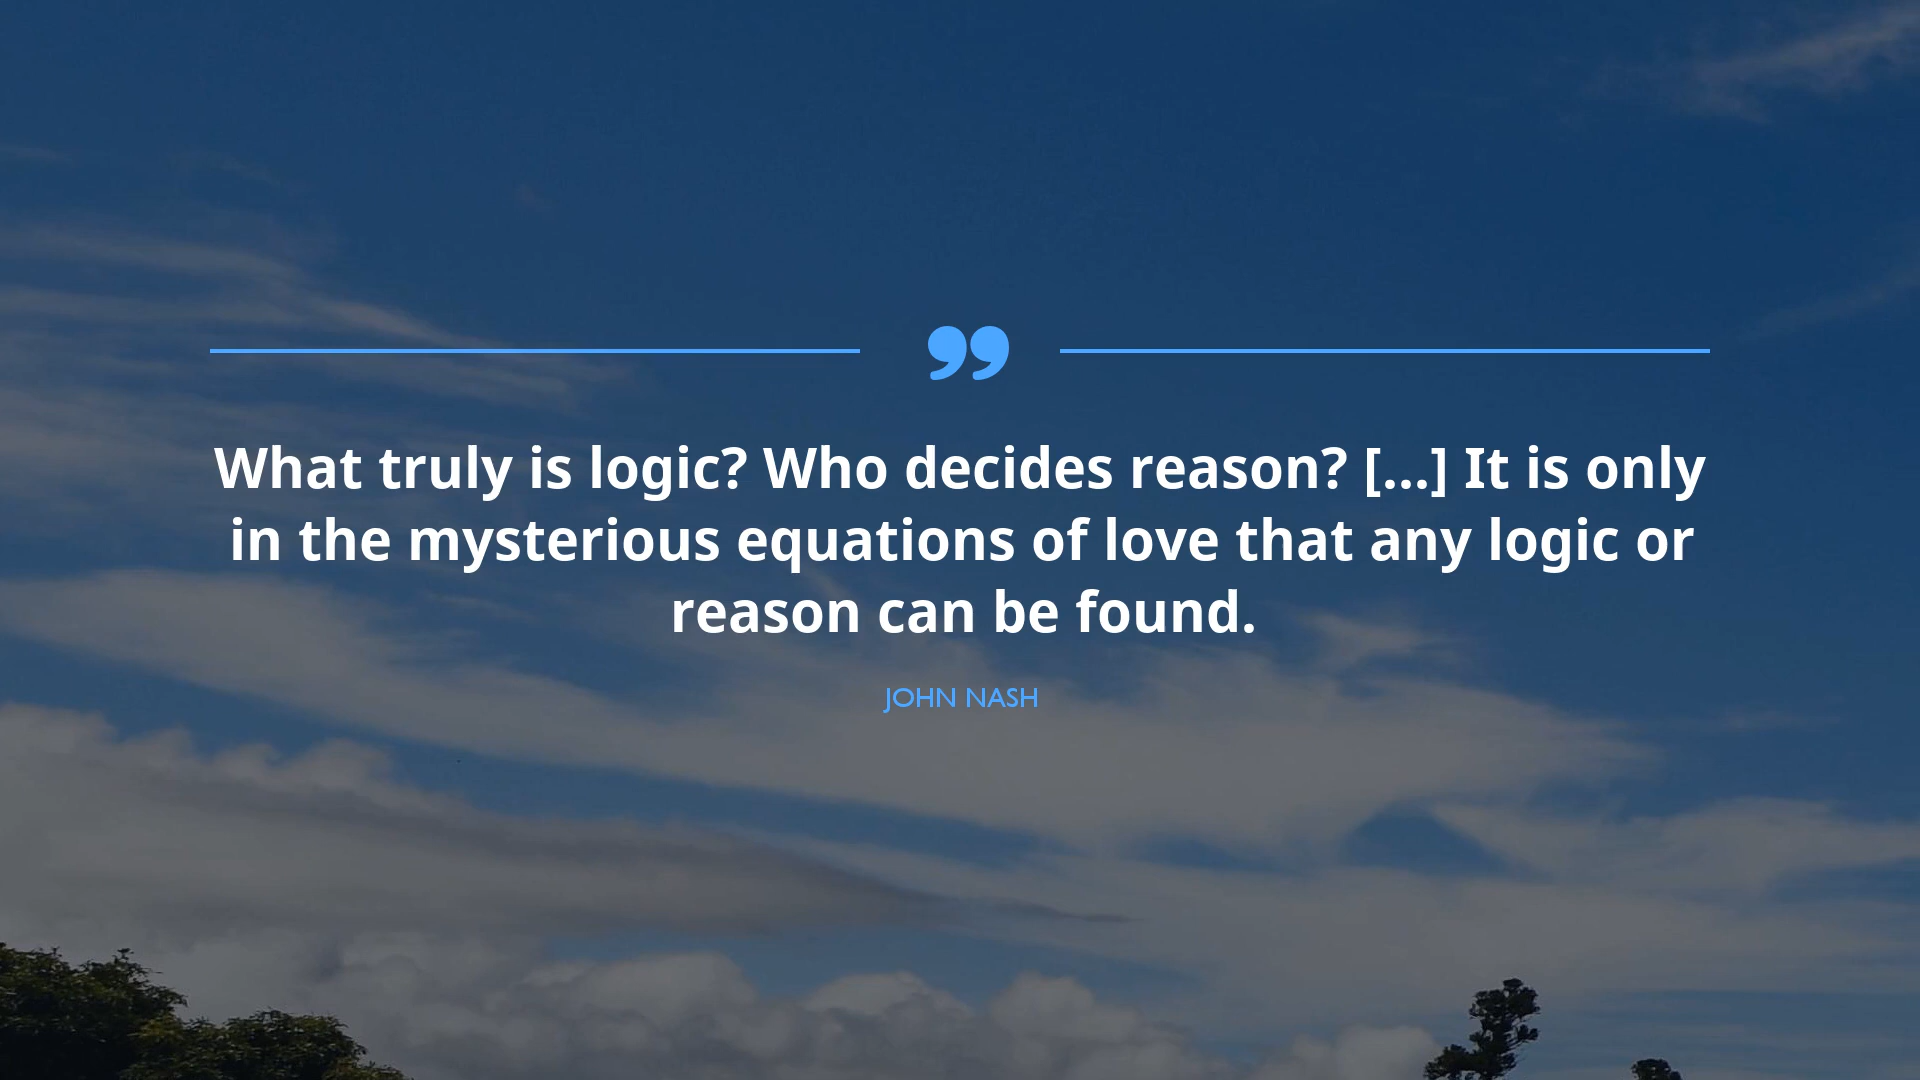 ”
What truly is logic? Who decides reason? [...] It is only
in the mysterious equations of love that any logic or
reason can be found.
JOHN NASH